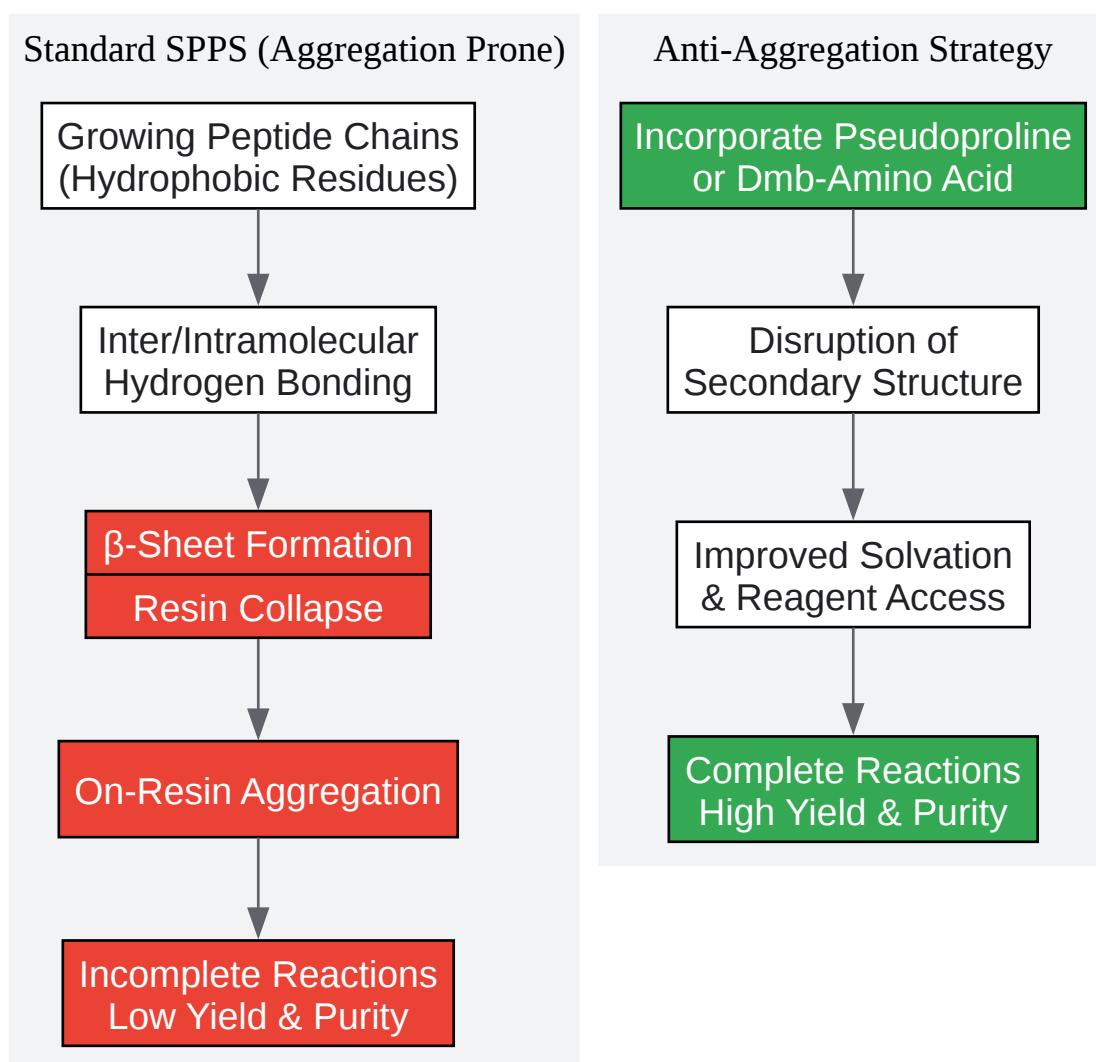 Standard SPPS (Aggregation Prone)
Growing Peptide Chains
(Hydrophobic Residues)
Inter/Intramolecular
Hydrogen Bonding
β-Sheet Formation
Resin Collapse
On-Resin Aggregation
Incomplete Reactions
Low Yield & Purity
Anti-Aggregation Strategy
Incorporate Pseudoproline
or Dmb-Amino Acid
Disruption of
Secondary Structure
Improved Solvation
& Reagent Access
Complete Reactions
High Yield & Purity